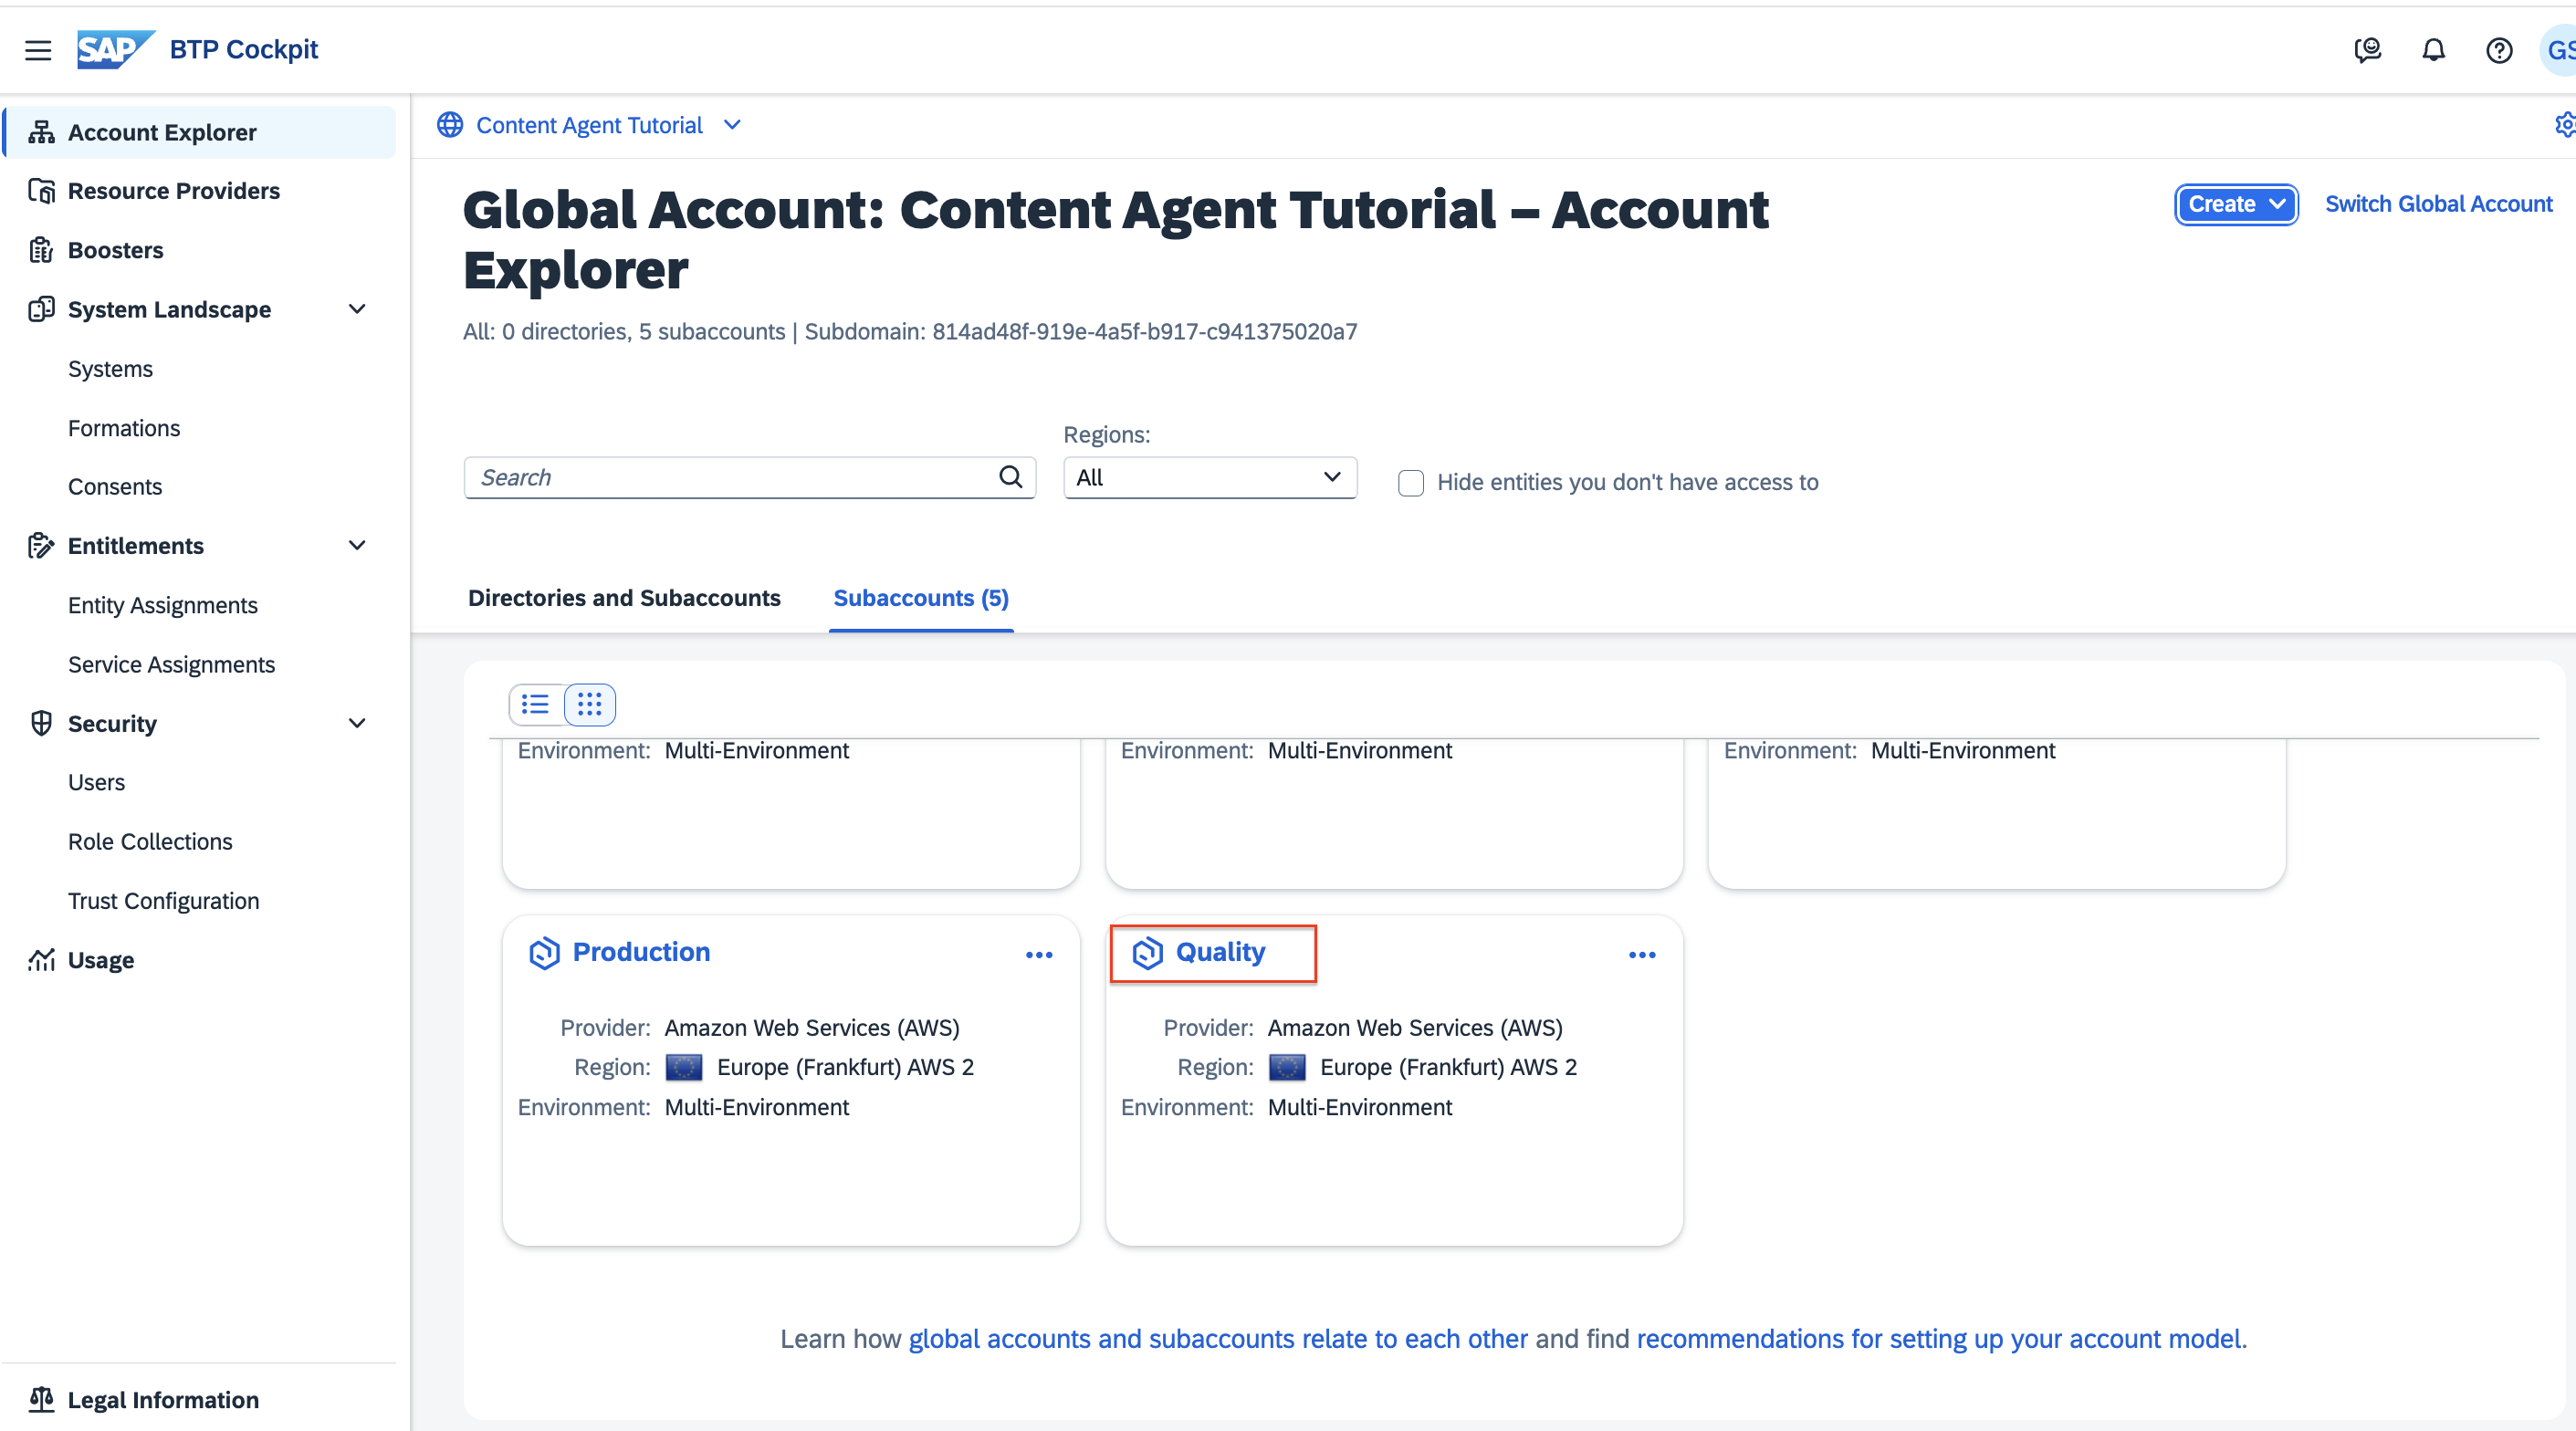 SAP BTP Cockpit
GS
Account Explorer
Resource Providers
Boosters
System Landscape
Systems
Formations
Consents
Entitlements
Entity Assignments
Service Assignments
Security
Users
Role Collections
Trust Configuration
Usage
Legal Information
Content Agent Tutorial
Global Account: Content Agent Tutorial – Account
Explorer
Create
Switch Global Account
All: 0 directories, 5 subaccounts | Subdomain: 814ad48f-919e-4a5f-b917-c941375020a7
Regions:
Search
All
Hide entities you don't have access to
Directories and Subaccounts
Subaccounts (5)
Environment: Multi-Environment
Environment: Multi-Environment
Environment: Multi-Environment
Production
Provider: Amazon Web Services (AWS)
Region: Europe (Frankfurt) AWS 2
Environment: Multi-Environment
Quality
Provider: Amazon Web Services (AWS)
Region: Europe (Frankfurt) AWS 2
Environment: Multi-Environment
Learn how global accounts and subaccounts relate to each other and find recommendations for setting up your account model.